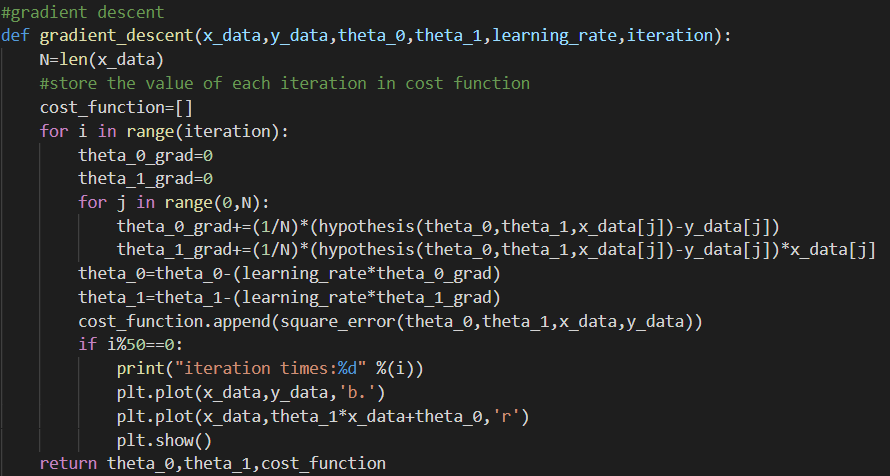 #gradient descent
def gradient_descent(x_data,y_data,theta_0,theta_1,learning_rate,iteration):
    N=len(x_data)
    #store the value of each iteration in cost function
    cost_function=[]
    for i in range(iteration):
        theta_0_grad=0
        theta_1_grad=0
        for j in range(0,N):
            theta_0_grad+=(1/N)*(hypothesis(theta_0,theta_1,x_data[j])-y_data[j])
            theta_1_grad+=(1/N)*(hypothesis(theta_0,theta_1,x_data[j])-y_data[j])*x_data[j]
        theta_0=theta_0-(learning_rate*theta_0_grad)
        theta_1=theta_1-(learning_rate*theta_1_grad)
        cost_function.append(square_error(theta_0,theta_1,x_data,y_data))
        if i%50==0:
            print("iteration times:%d" %(i))
            plt.plot(x_data,y_data,'b.')
            plt.plot(x_data,theta_1*x_data+theta_0,'r')
            plt.show()
    return theta_0,theta_1,cost_function